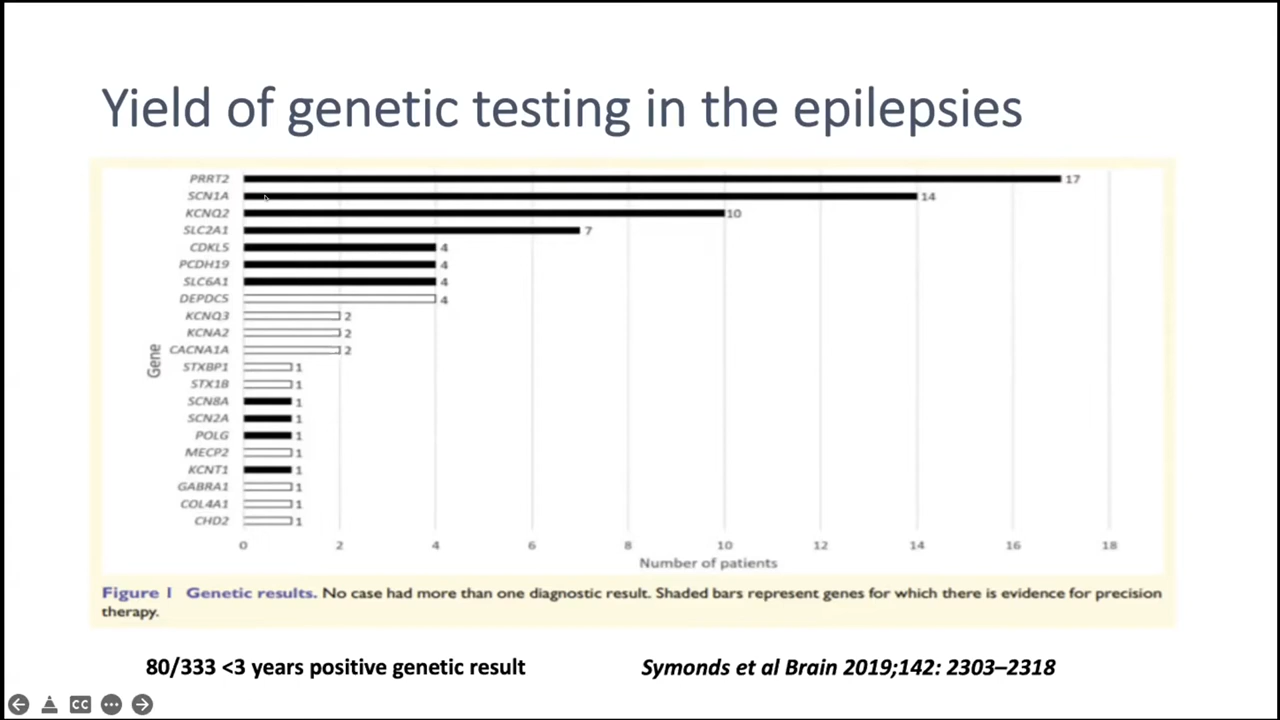 Yield of genetic testing in the epilepsies
PRRT2 17
SCN1A 14
KCNQ2 10
SLC2A1 7
CDKL5 4
PCDH19 4
SLC6A1 4
DEPDC5 4
KCNQ3 2
KCNA2 2
CACNA1A 2
STXBP1 1
STX1B 1
SCN8A 1
SCN2A 1
POLG 1
MECP2 1
KCNT1 1
GABRA1 1
COL4A1 1
CHD2 1
Gene
0 2 4 6 8 10 12 14 16 18
Number of patients
Figure 1 Genetic results. No case had more than one diagnostic result. Shaded bars represent genes for which there is evidence for precision
therapy.
80/333 <3 years positive genetic result
Symonds et al Brain 2019;142: 2303–2318
CC